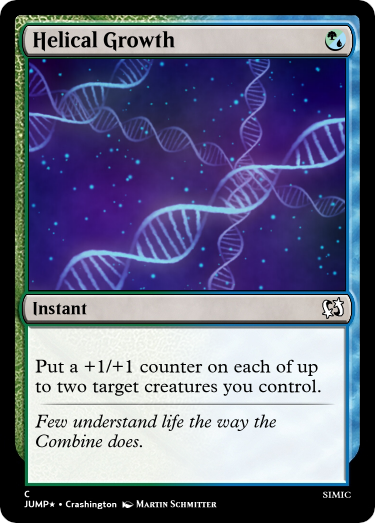 Helical Growth
Instant
Put a +1/+1 counter on each of up
to two target creatures you control.
Few understand life the way the
Combine does.
C
SIMIC
JUMP★ • Crashington Martin Schmitter